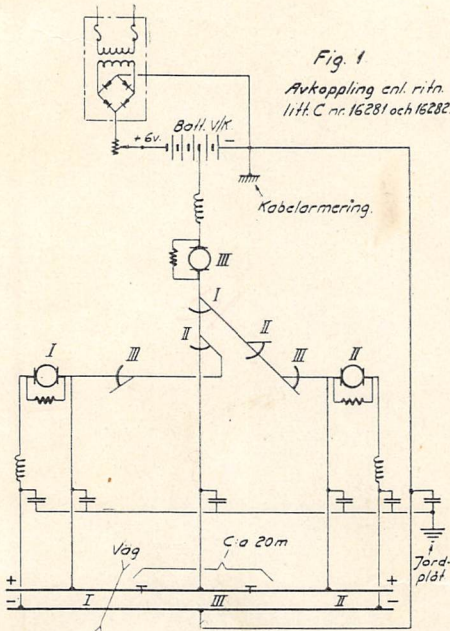 Fig. 1.
Avkoppling enl. ritn.
litt. C nr. 16281 och 16282.
Batt. V/K.
+6v.
−
Kabelarmering.
III
I
II
II
I
III
III
II
Väg
C:a 20m
Jord-
plåt
+
+
−
I
III
II
−